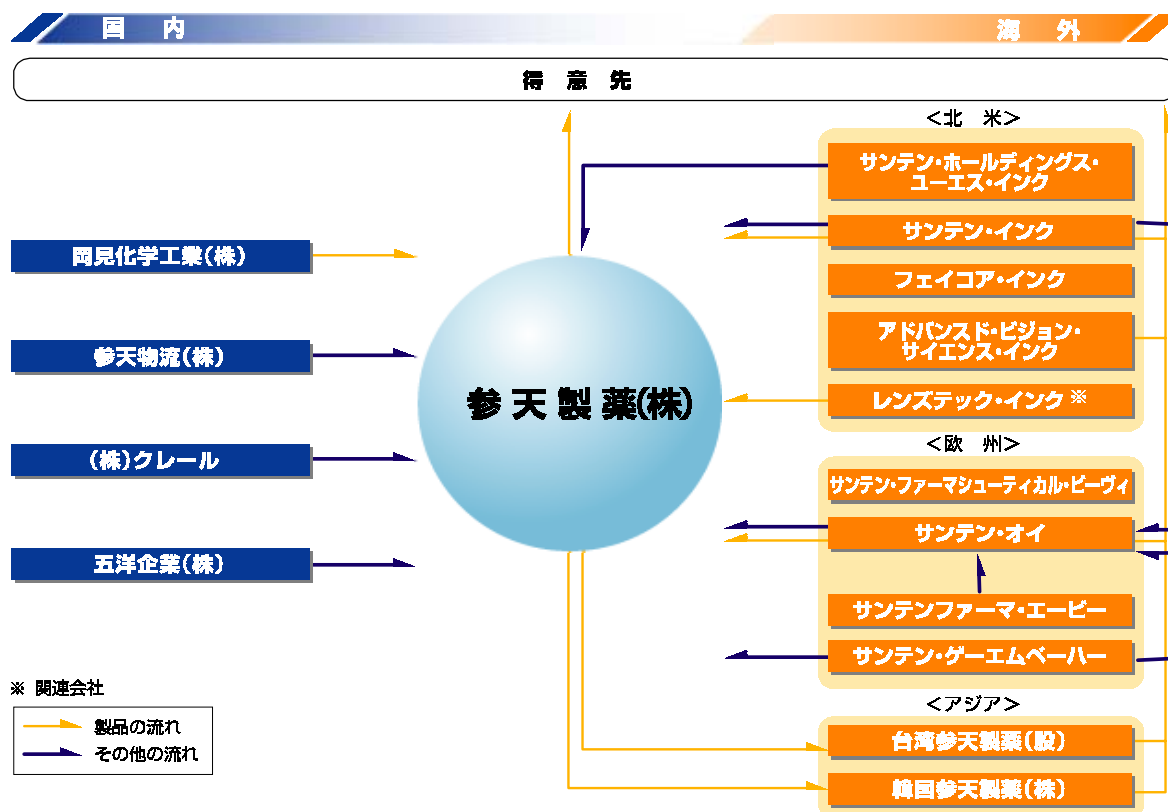 国 内
海 外
得 意 先
岡見化学工業(株)
参天物流(株)
(株)クレール
五洋企業(株)
参天製薬(株)
<北 米>
サンテン・ホールディングス・
ユーエス・インク
サンテン・インク
フェイコア・インク
アドバンスド・ビジョン・
サイエンス・インク
レンズテック・インク※
<欧 州>
サンテン・ファーマシューティカル・ビーヴィ
サンテン・オイ
サンテンファーマ・エービー
サンテン・ゲーエムベーハー
<アジア>
台湾参天製薬(股)
韓国参天製薬(株)
※ 関連会社
製品の流れ
その他の流れ